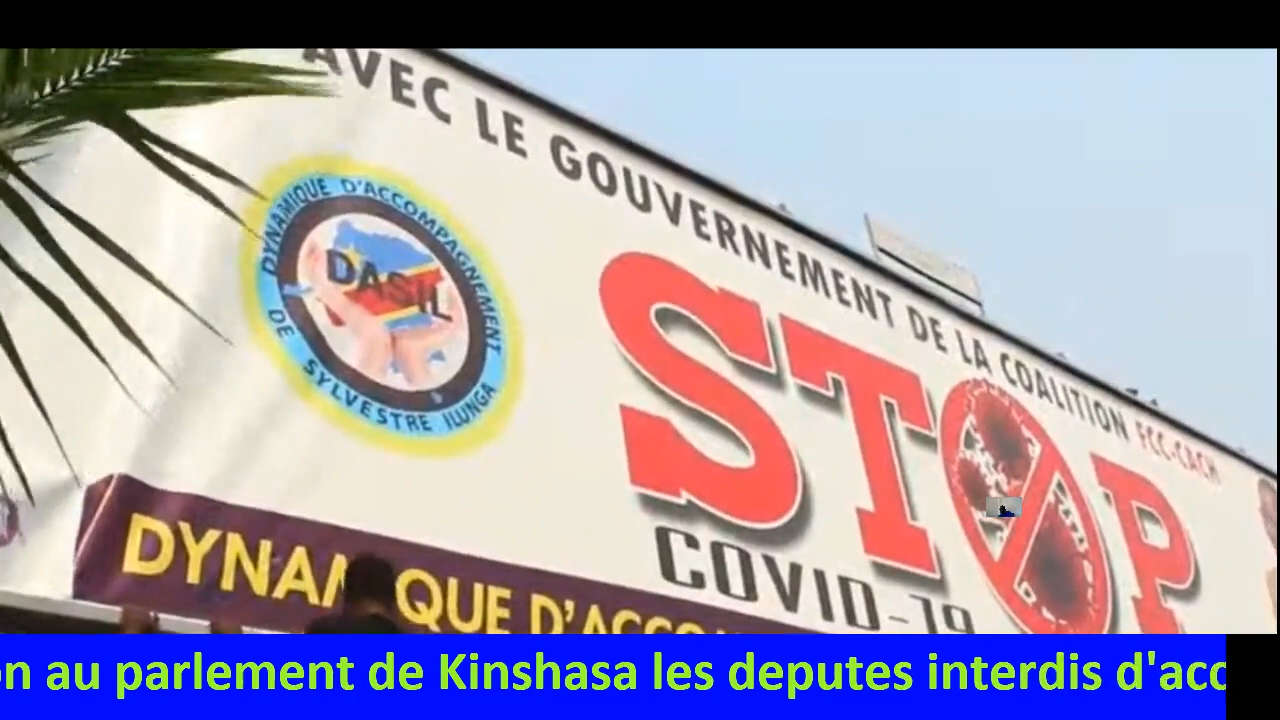 AVEC LE GOUVERNEMENT DE LA COALITION FCC-CACH
DYNAMIQUE D'ACCOMPAGNEMENT
DE SYLVESTRE ILUNGA
DASIL
STOP
COVID-19
DYNAMIQUE D'ACCO
n au parlement de Kinshasa les deputes interdis d'acc